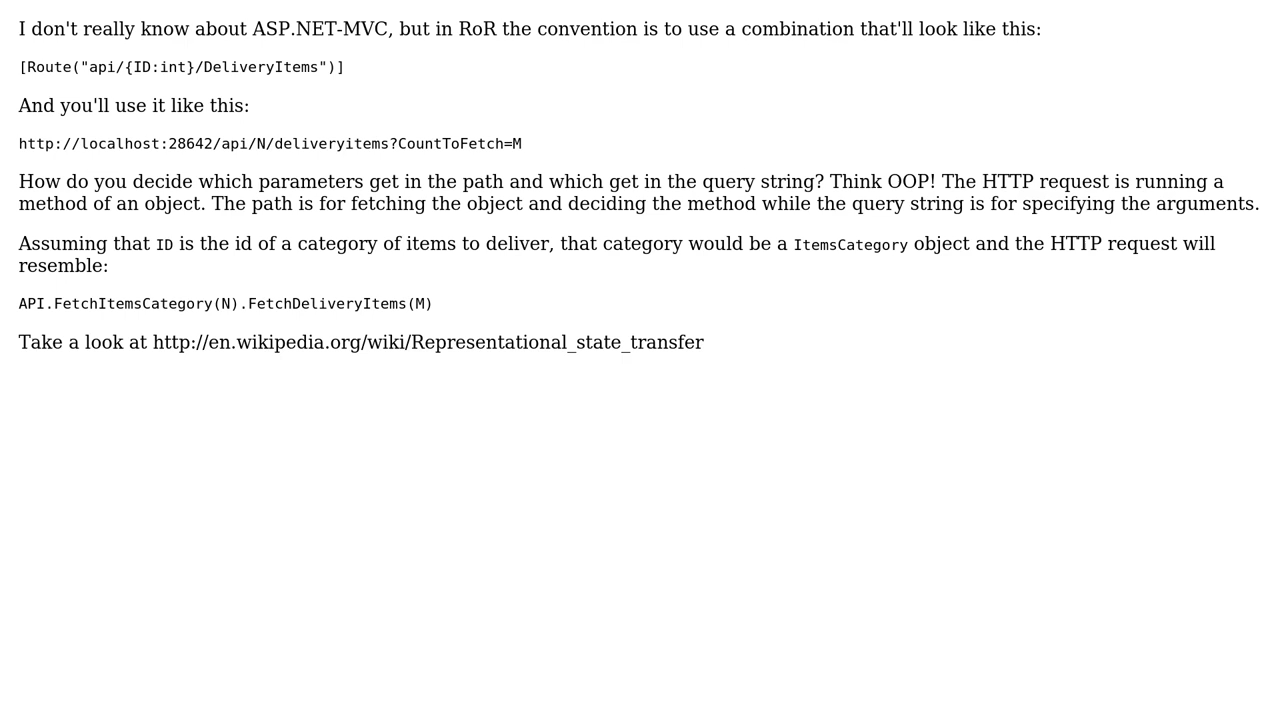 I don't really know about ASP.NET-MVC, but in RoR the convention is to use a combination that'll look like this:
[Route("api/{ID:int}/DeliveryItems")]
And you'll use it like this:
http://localhost:28642/api/N/deliveryitems?CountToFetch=M
How do you decide which parameters get in the path and which get in the query string? Think OOP! The HTTP request is running a
method of an object. The path is for fetching the object and deciding the method while the query string is for specifying the arguments.
Assuming that ID is the id of a category of items to deliver, that category would be a ItemsCategory object and the HTTP request will
resemble:
API.FetchItemsCategory(N).FetchDeliveryItems(M)
Take a look at http://en.wikipedia.org/wiki/Representational_state_transfer